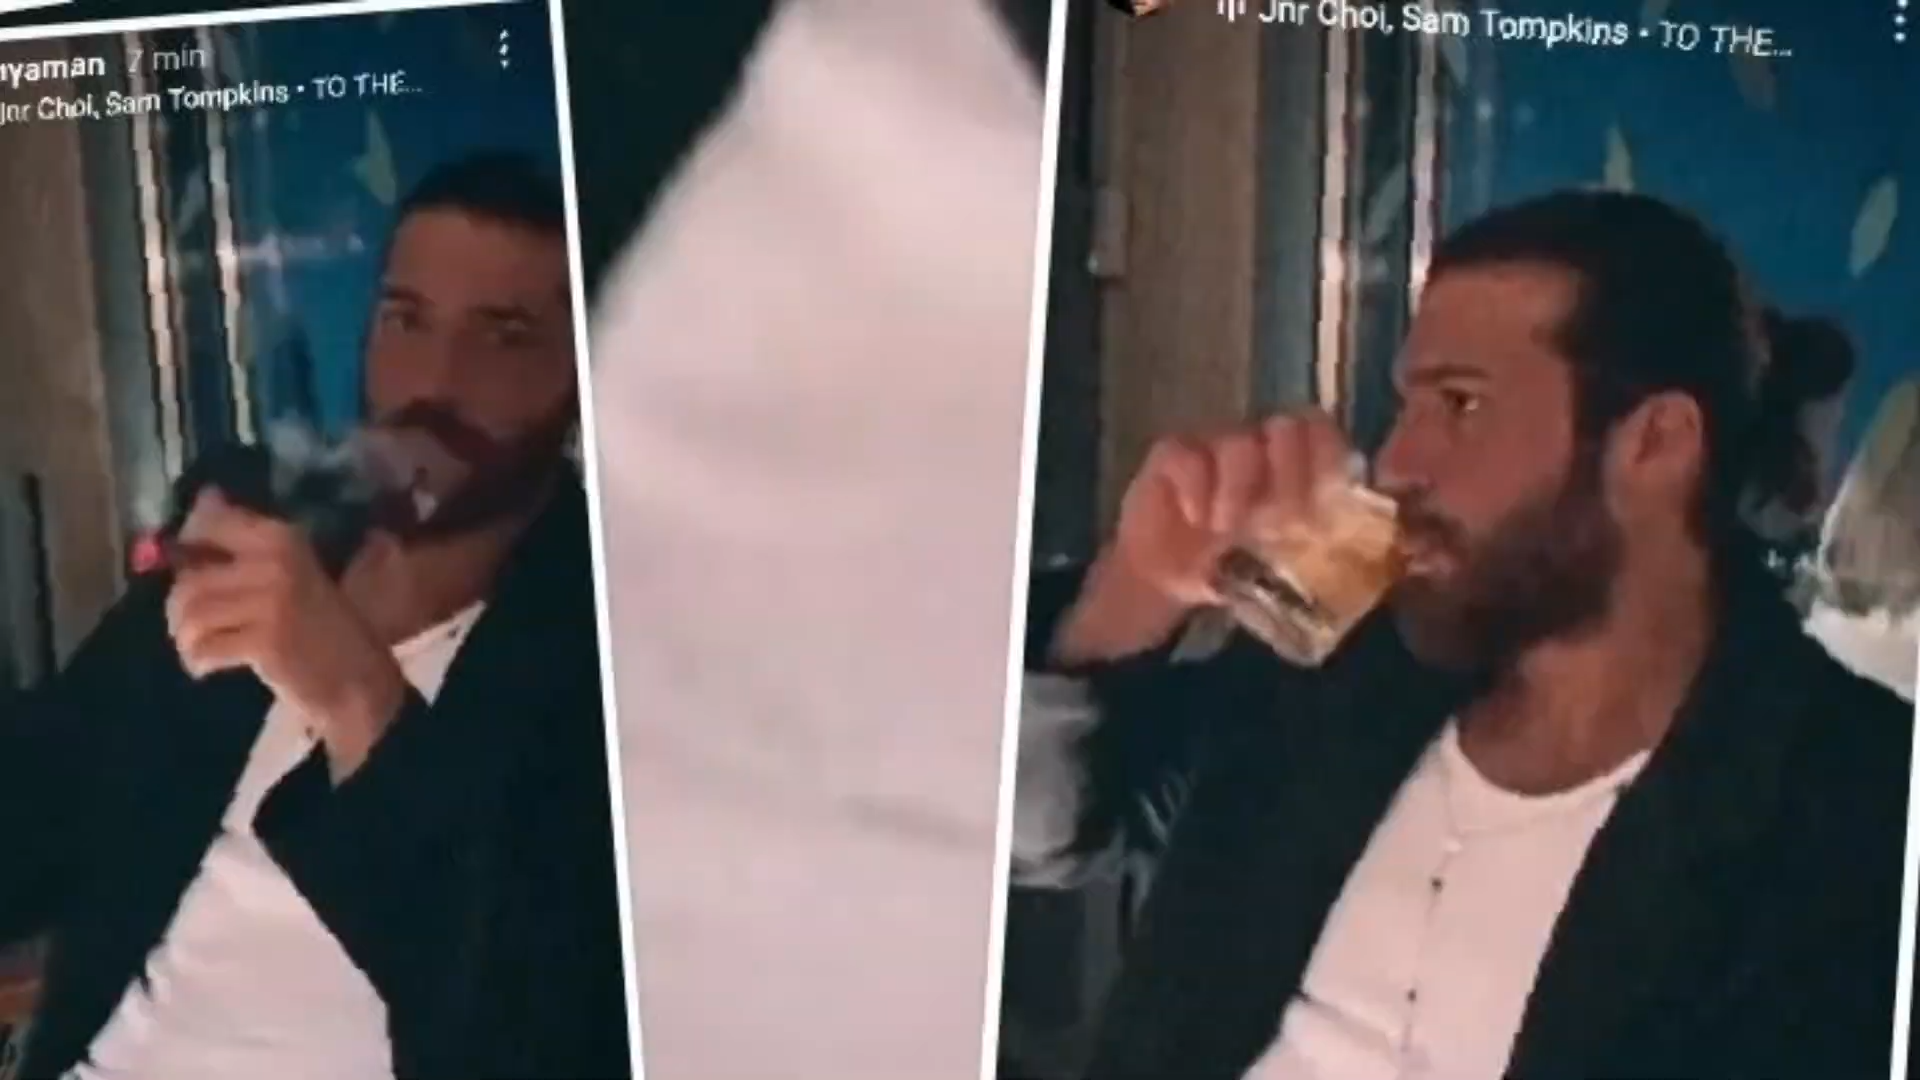 nyaman 7 min
Jnr Choi, Sam Tompkins • TO THE...
Jnr Choi, Sam Tompkins • TO THE...